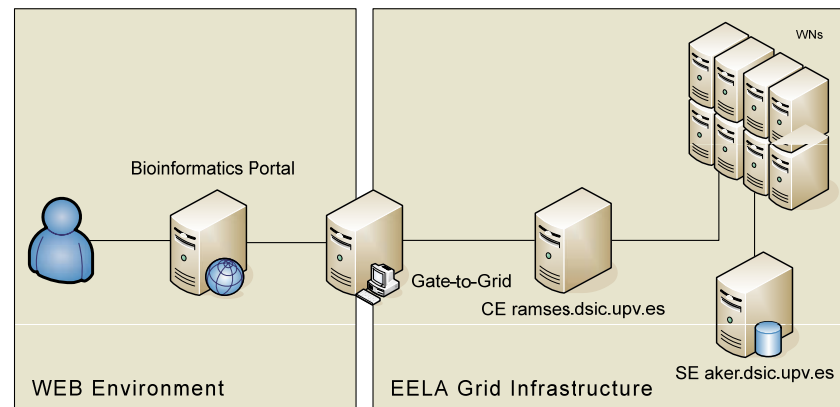 WNs
Bioinformatics Portal
Gate-to-Grid
CE ramses.dsic.upv.es
SE aker.dsic.upv.es
WEB Environment
EELA Grid Infrastructure